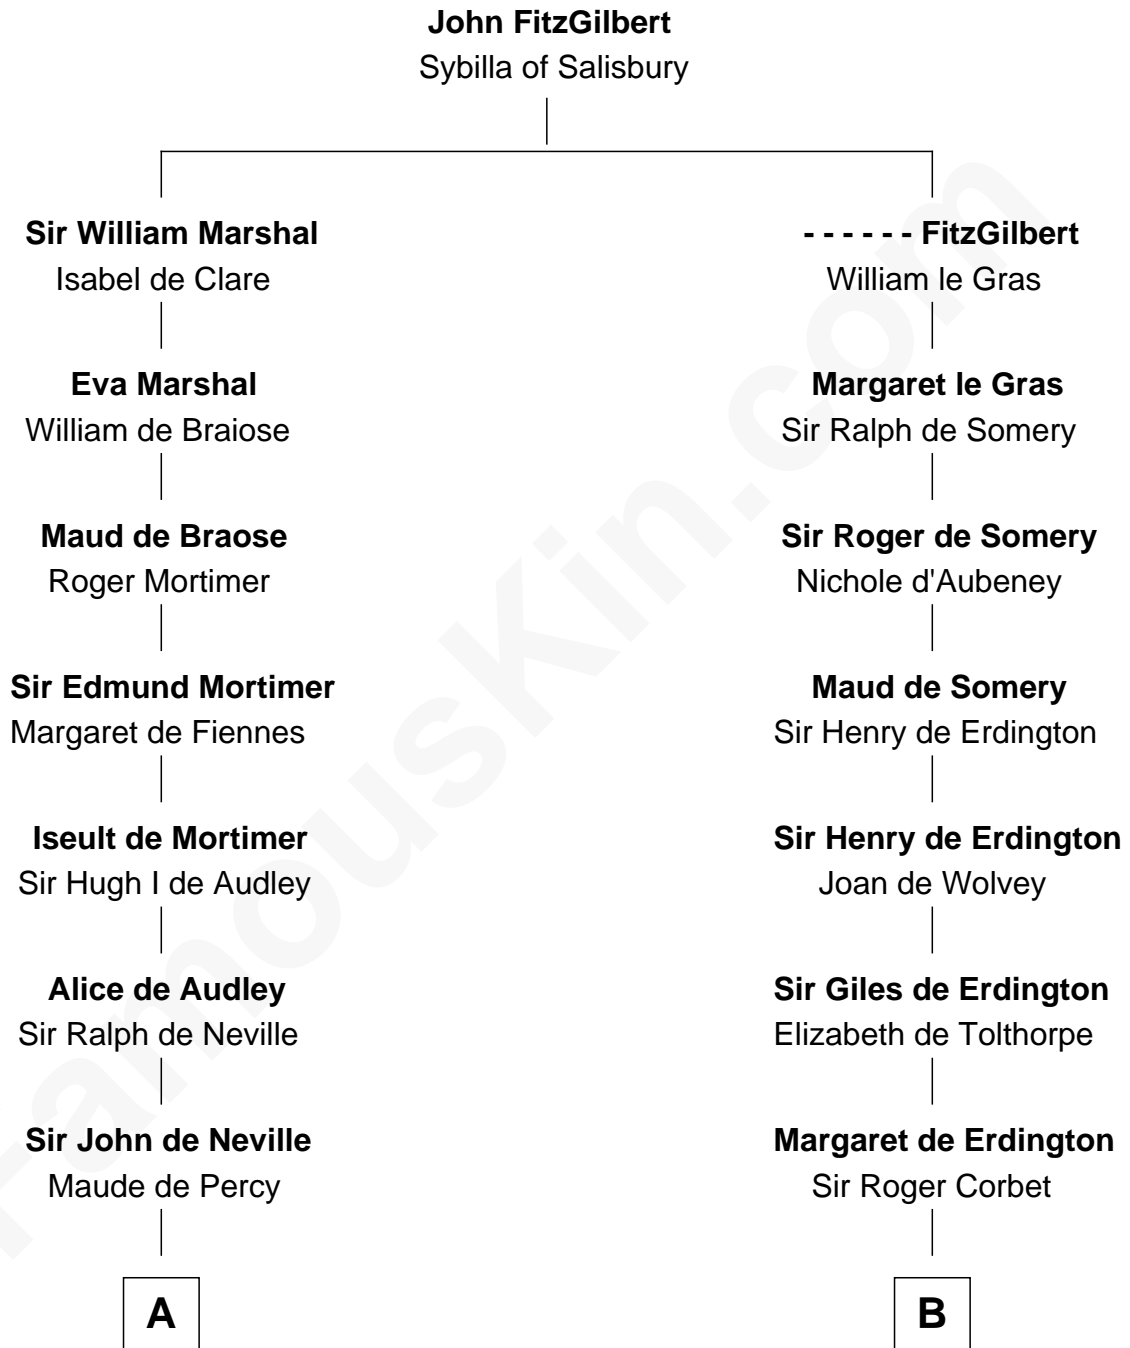 John FitzGilbert
Sybilla of Salisbury
Sir William Marshal
Isabel de Clare
- - - - - - FitzGilbert
William le Gras
Eva Marshal
William de Braiose
Margaret le Gras
Sir Ralph de Somery
Maud de Braose
Roger Mortimer
Sir Roger de Somery
Nichole d'Aubeney
Sir Edmund Mortimer
Margaret de Fiennes
Maud de Somery
Sir Henry de Erdington
Iseult de Mortimer
Sir Hugh I de Audley
Sir Henry de Erdington
Joan de Wolvey
Alice de Audley
Sir Ralph de Neville
Sir Giles de Erdington
Elizabeth de Tolthorpe
Sir John de Neville
Maude de Percy
Margaret de Erdington
Sir Roger Corbet
A
B
FamousKin.com